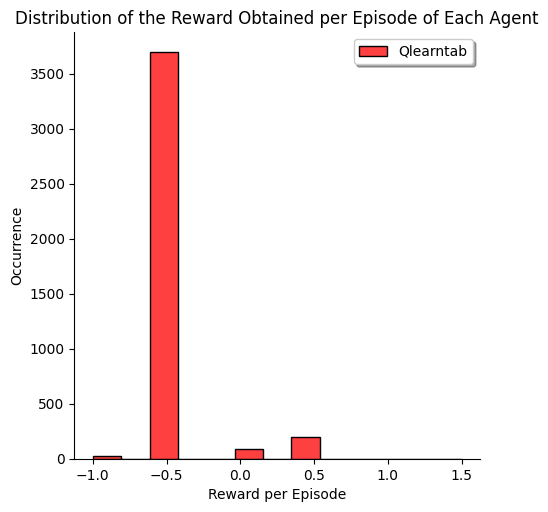 Distribution of the Reward Obtained per Episode of Each Agent
Qlearntab
3500
3000
2500
2000
1500
1000
500
0
Occurrence
−1.0 −0.5 0.0 0.5 1.0 1.5
Reward per Episode